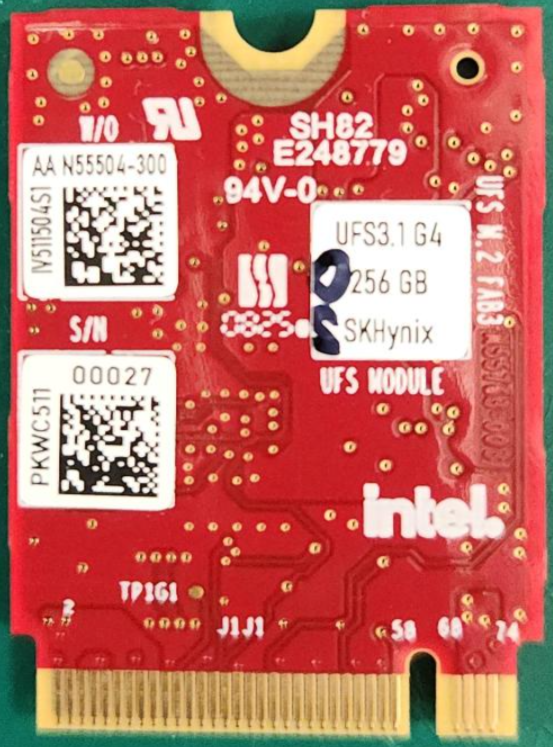 W/O
SH82
E248779
94V-0
AA N55504-300
IV511504S1
UFS3.1 G4
256 GB
SKHynix
UFS M.2 FAB3
0825
S/N
UFS MODULE
00027
PKWC511
intel.
TP1G1
2
J1J1
58
68
74